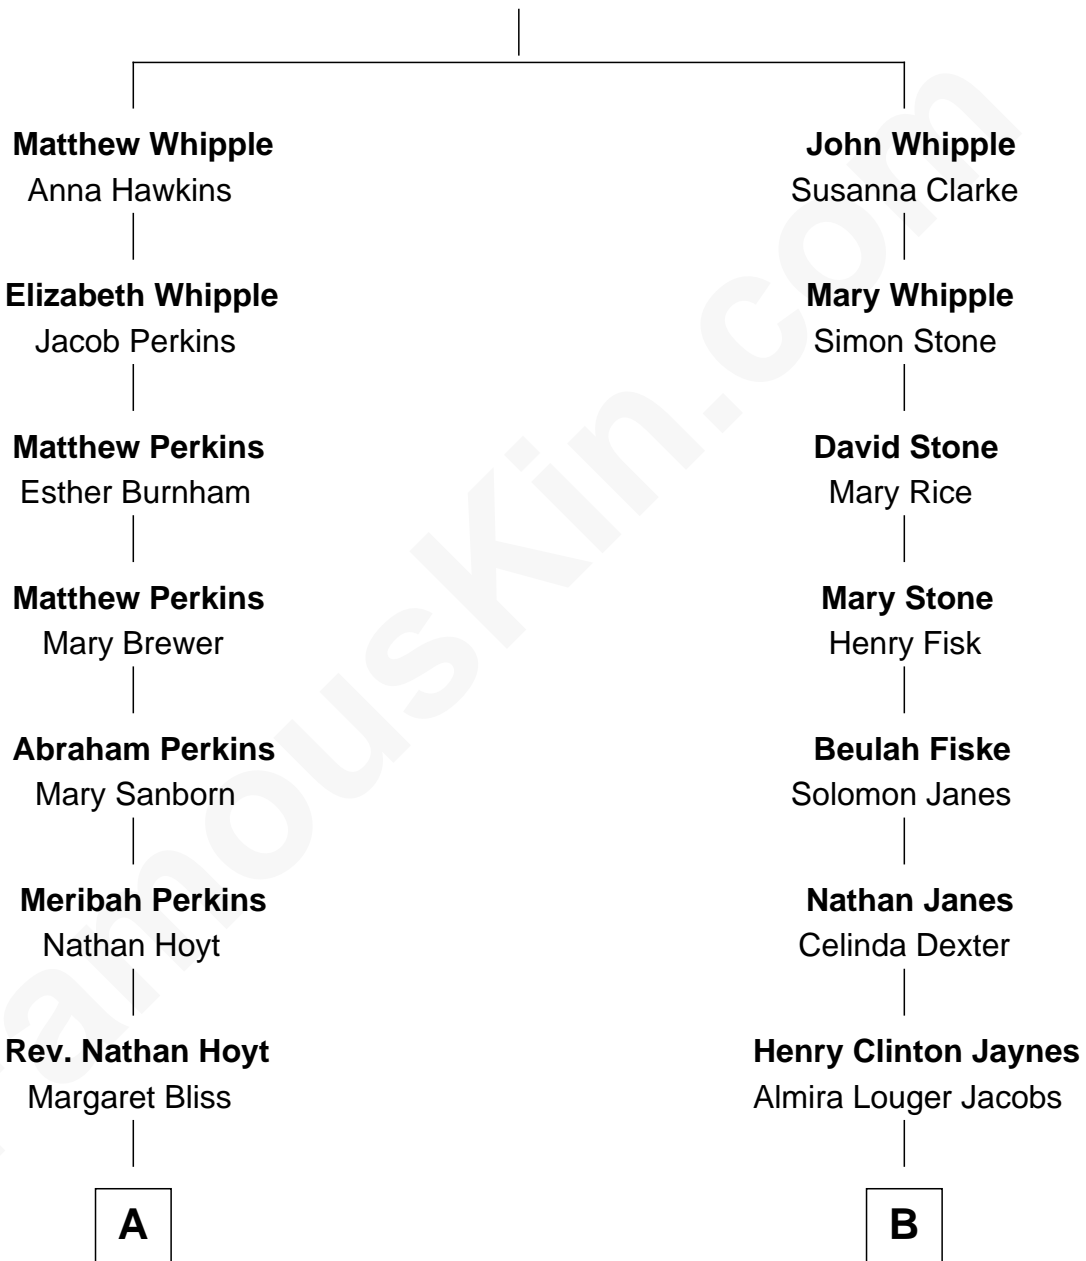 Matthew Whipple
Anna Hawkins
Elizabeth Whipple
Jacob Perkins
Matthew Perkins
Esther Burnham
Matthew Perkins
Mary Brewer
Abraham Perkins
Mary Sanborn
Meribah Perkins
Nathan Hoyt
Rev. Nathan Hoyt
Margaret Bliss
A
John Whipple
Susanna Clarke
Mary Whipple
Simon Stone
David Stone
Mary Rice
Mary Stone
Henry Fisk
Beulah Fiske
Solomon Janes
Nathan Janes
Celinda Dexter
Henry Clinton Jaynes
Almira Louger Jacobs
B
FamousKin.com